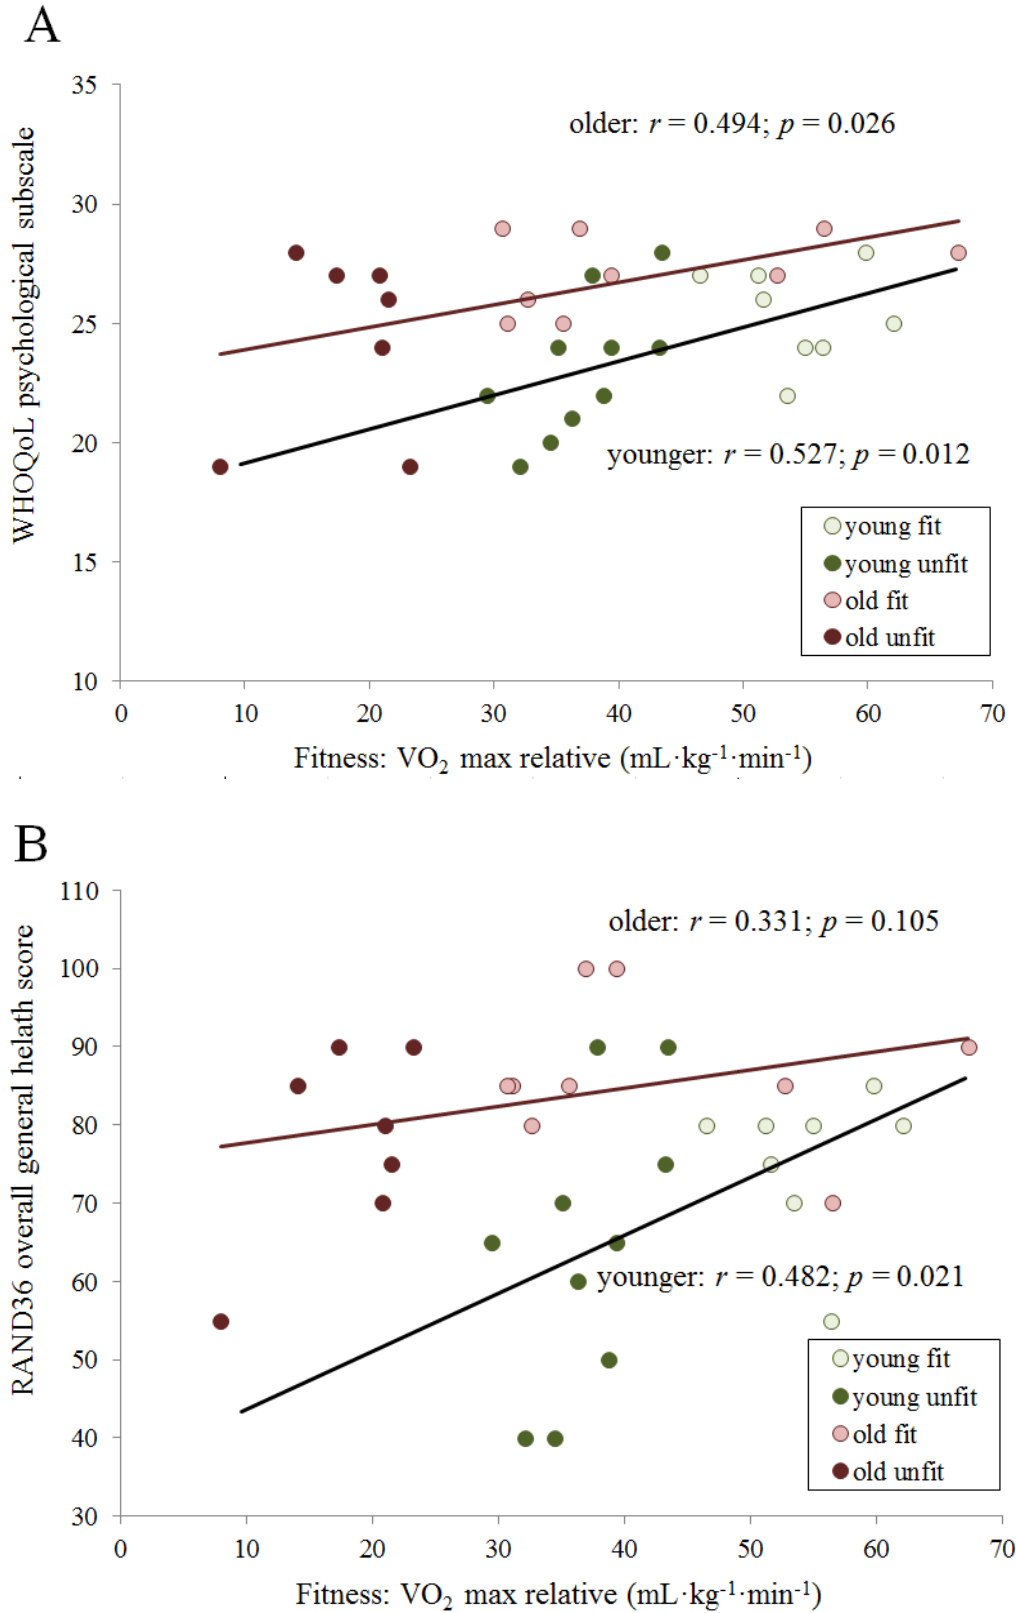 A
35
30
25
20
15
10
WHOQoL psychological subscale
older: r = 0.494; p = 0.026
younger: r = 0.527; p = 0.012
young fit
young unfit
old fit
old unfit
0 10 20 30 40 50 60 70
Fitness: VO₂ max relative (mL·kg⁻¹·min⁻¹)
B
110
100
90
80
70
60
50
40
30
RAND36 overall general helath score
older: r = 0.331; p = 0.105
younger: r = 0.482; p = 0.021
young fit
young unfit
old fit
old unfit
0 10 20 30 40 50 60 70
Fitness: VO₂ max relative (mL·kg⁻¹·min⁻¹)